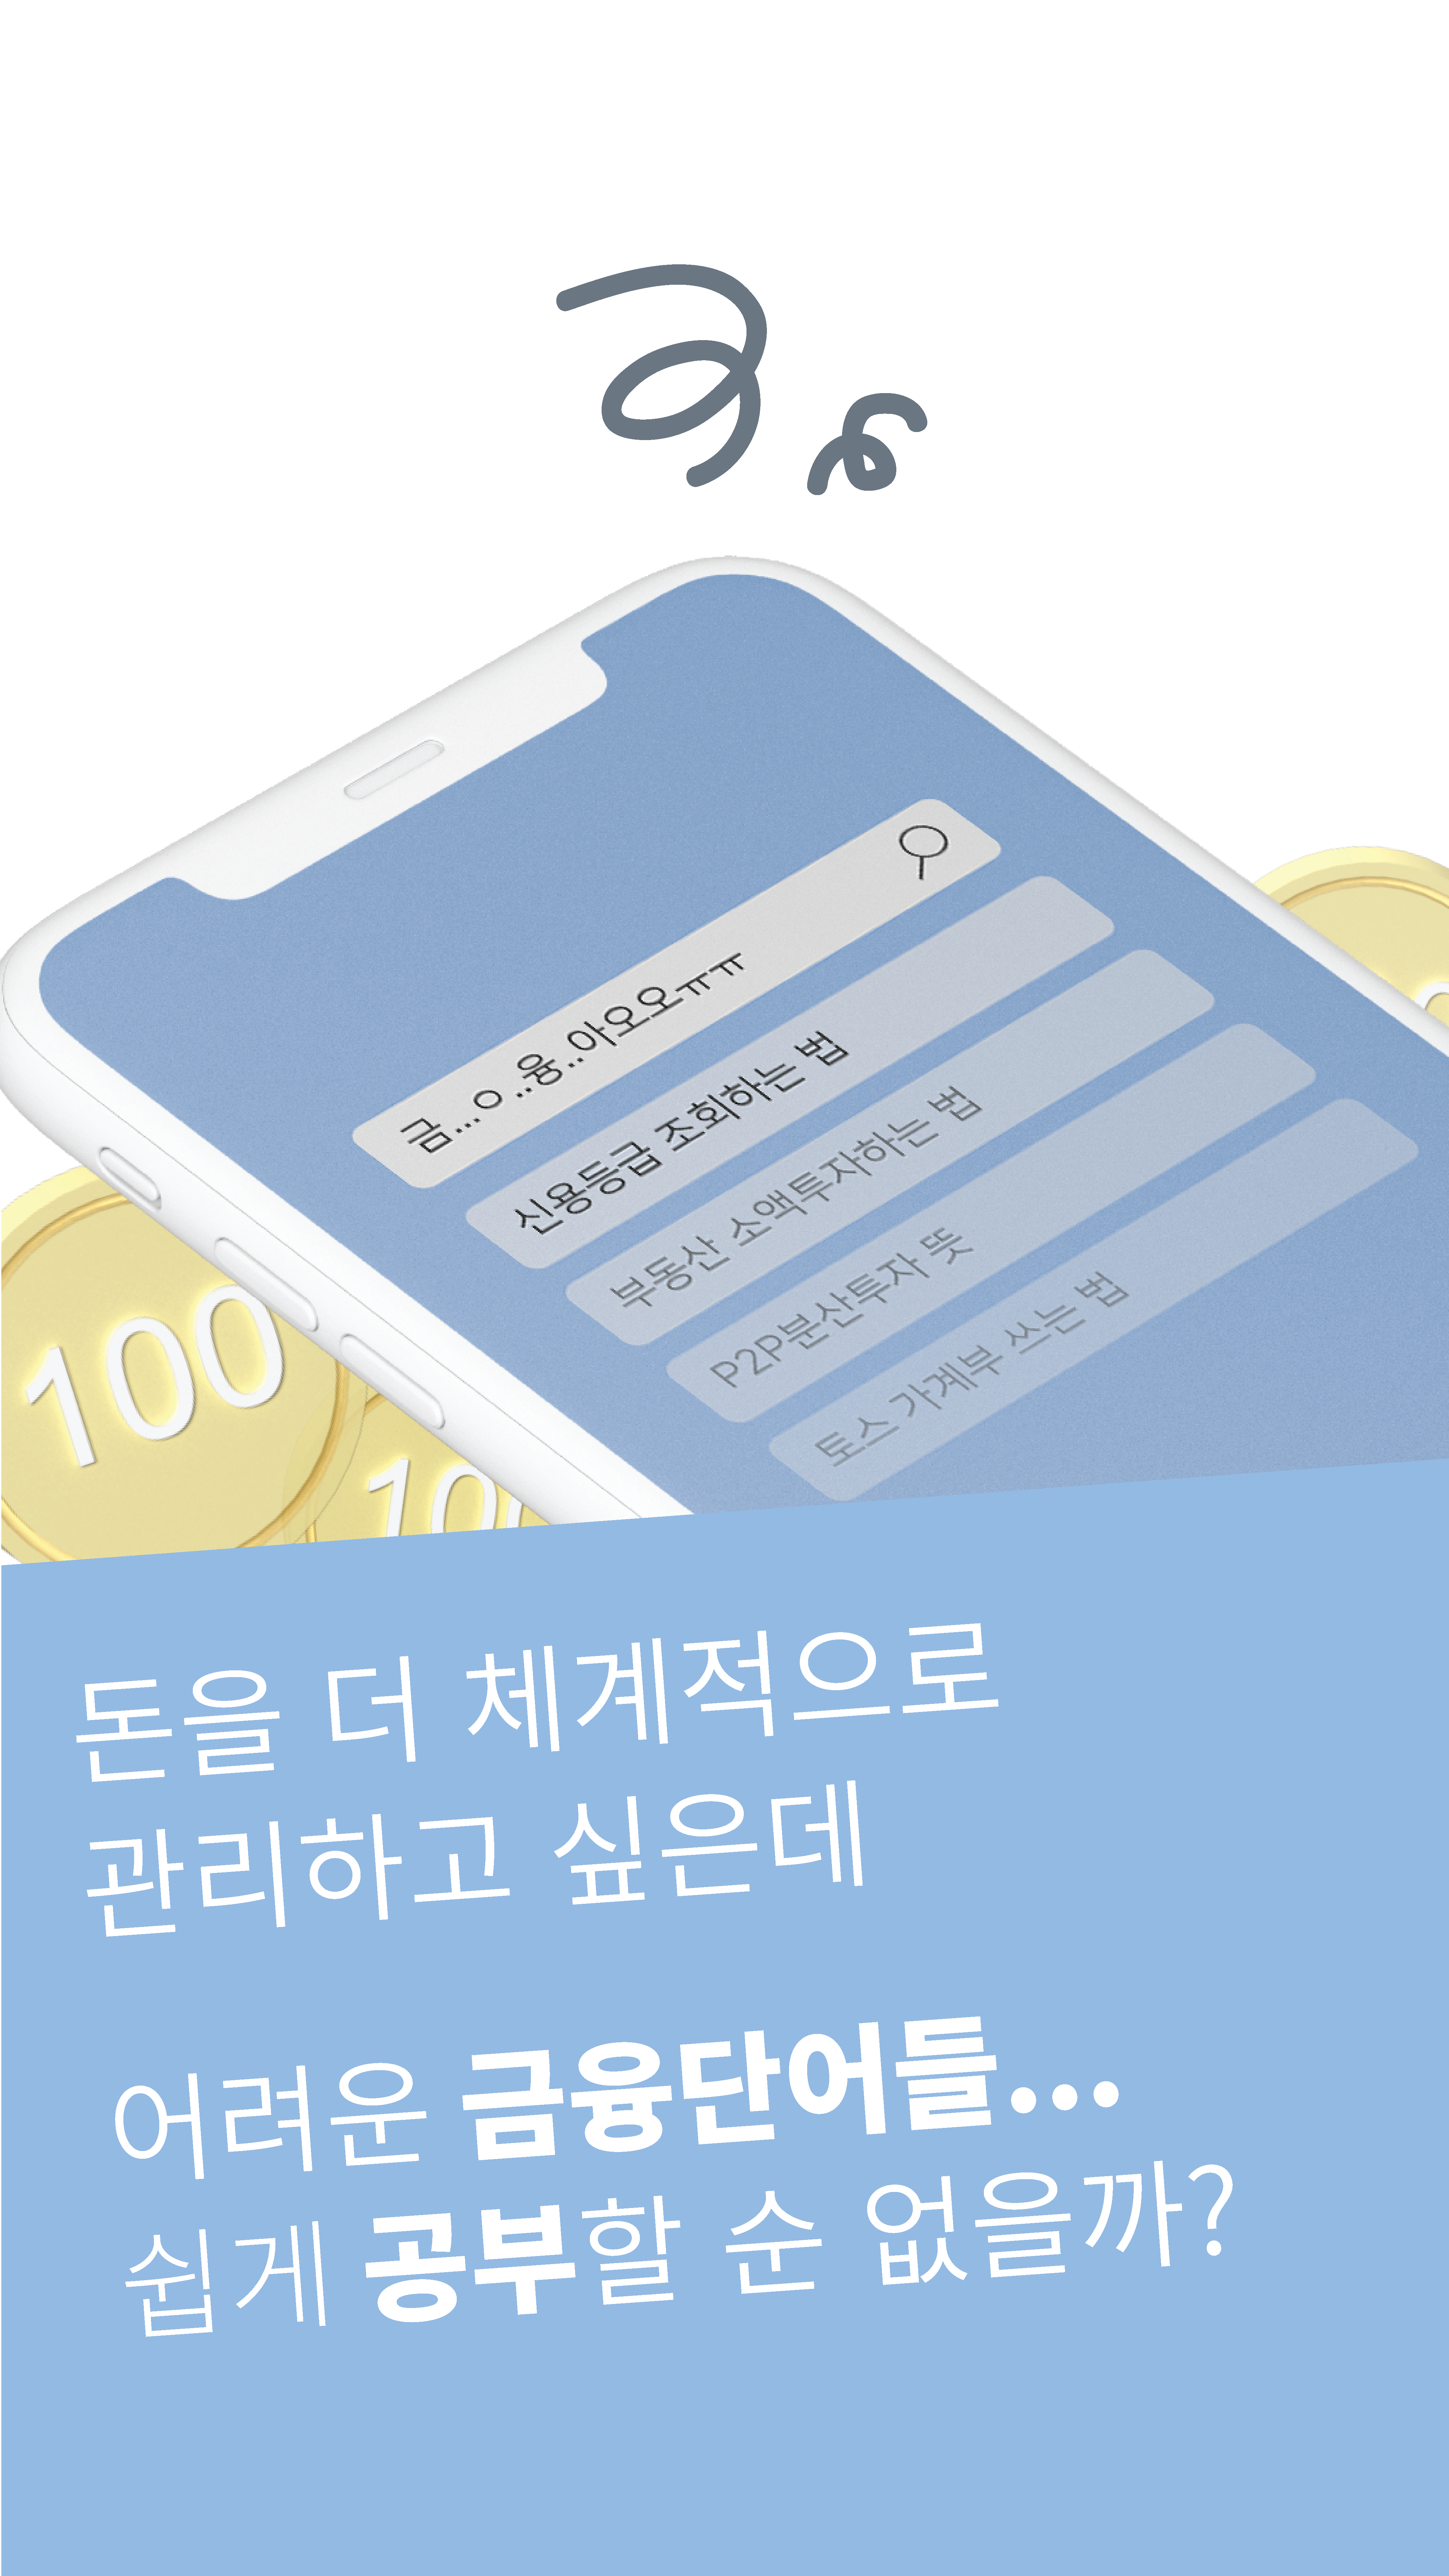 금...ㅇ..융..아오오ㅠㅠ
신용등급 조회하는 법
부동산 소액투자하는 법
P2P분산투자 뜻
토스 가계부 쓰는 법
100
100
돈을 더 체계적으로
관리하고 싶은데
어려운 금융단어들...
쉽게 공부할 순 없을까?